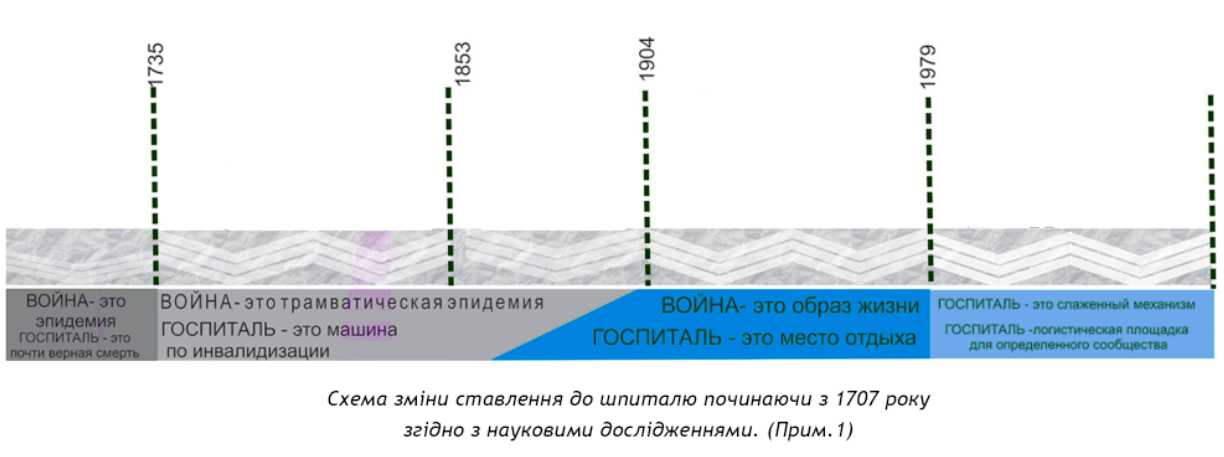 1735
1853
1904
1979
ВОЙНА- это
эпидемия
ГОСПИТАЛЬ - это
почти верная смерть
ВОЙНА- это трамватическая эпидемия
ГОСПИТАЛЬ - это машина
по инвалидизации
ВОЙНА- это образ жизни
ГОСПИТАЛЬ - это место отдыха
ГОСПИТАЛЬ - это слаженный механизм
ГОСПИТАЛЬ -логистическая площадка
для определенного сообщества
Схема зміни ставлення до шпиталю починаючи з 1707 року
згідно з науковими дослідженнями. (Прим.1)